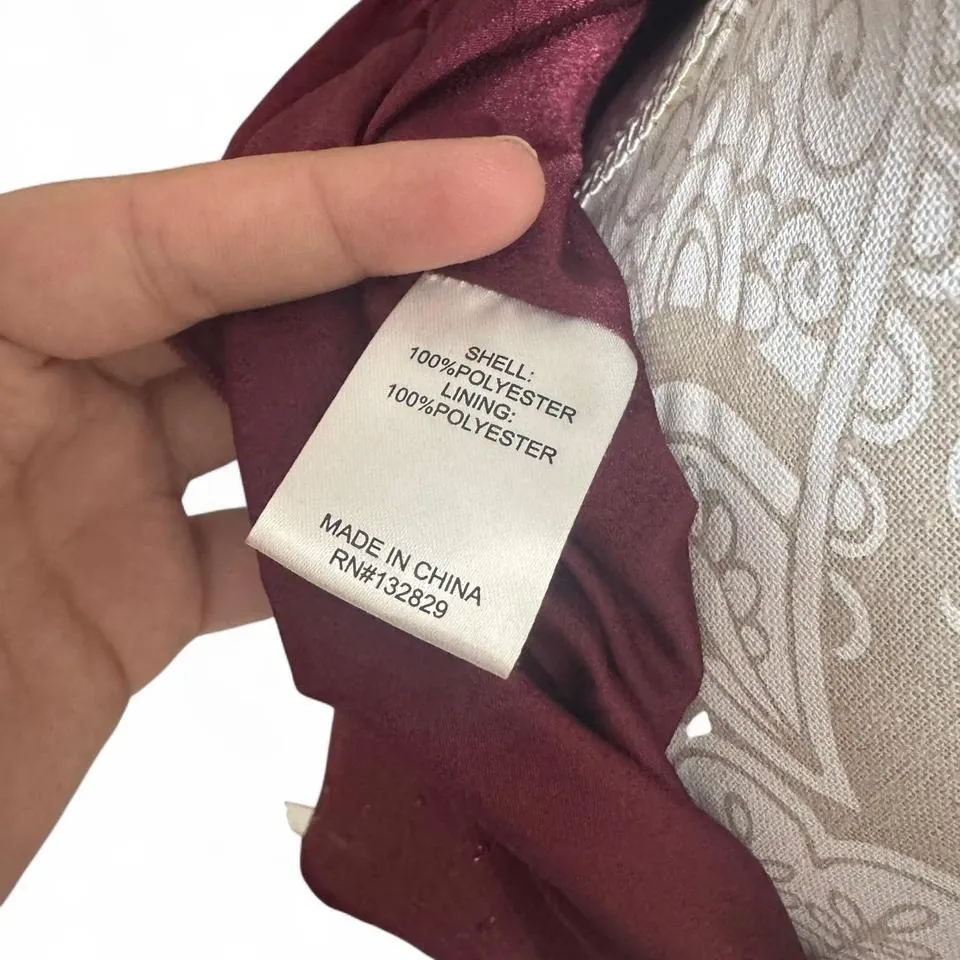 SHELL:
100%POLYESTER
LINING:
100%POLYESTER
MADE IN CHINA
RN#132829